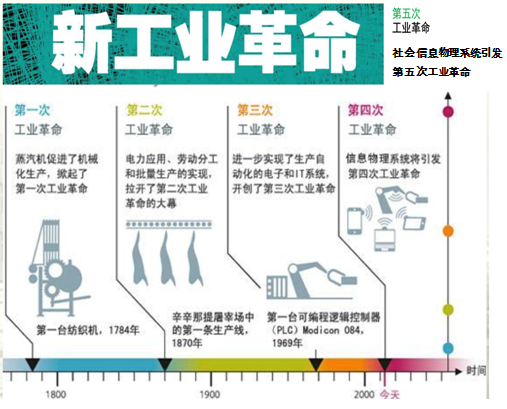 新工业革命
第五次
工业革命
社会信息物理系统引发
第五次工业革命
第一次
工业革命
蒸汽机促进了机械
化生产，掀起了
第一次工业革命
第一台纺织机，1784年
第二次
工业革命
电力应用、劳动分工
和批量生产的实现，
拉开了第二次工业
革命的大幕
辛辛那提屠宰场中
的第一条生产线，
1870年
第三次
工业革命
进一步实现了生产自
动化的电子和IT系统，
开创了第三次工业革命
第一台可编程逻辑控制器
（PLC）Modicon 084，
1969年
第四次
工业革命
信息物理系统将引发
第四次工业革命
时间
1800
1900
2000
今天